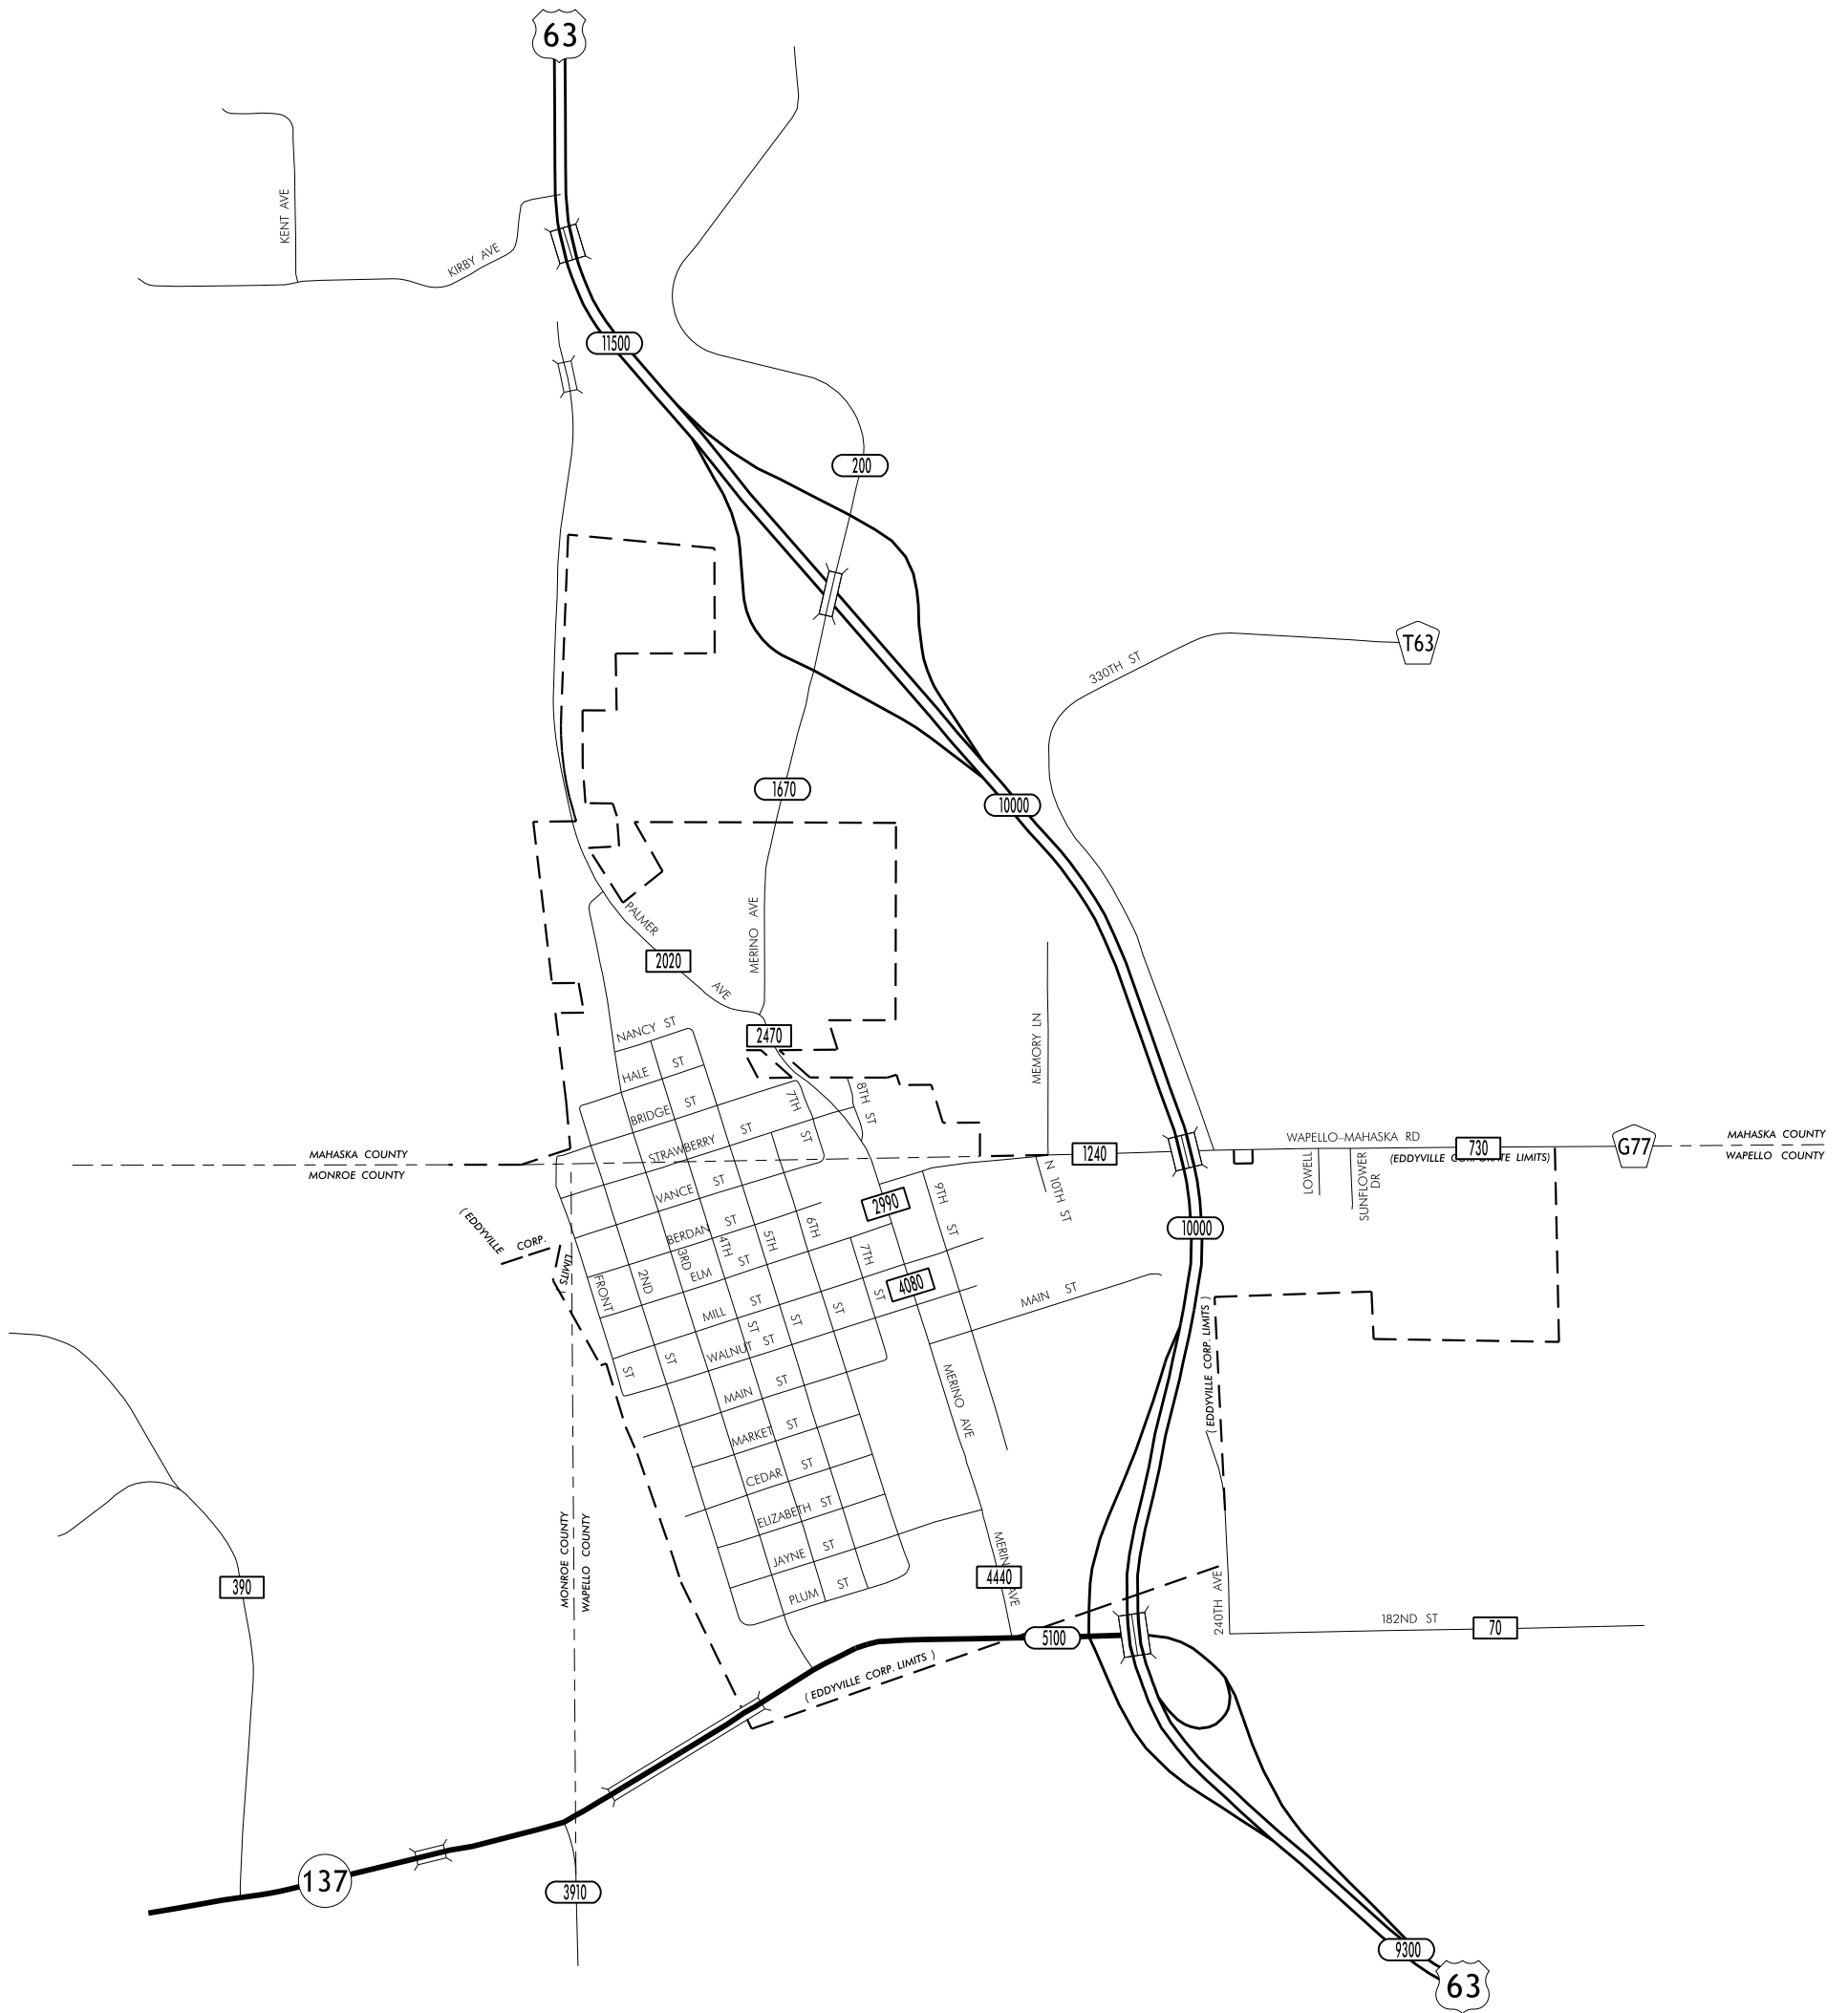 63
KENT AVE
KIRBY AVE
11500
200
330TH ST
T63
1670
10000
PALMER
AVE
2020
MERINO AVE
2470
NANCY ST
HALE ST
BRIDGE ST
STRAWBERRY ST
7TH ST
8TH ST
MEMORY LN
MAHASKA COUNTY
MONROE COUNTY
1240
WAPELLO-MAHASKA RD
730
(EDDYVILLE CORPORATE LIMITS)
G77
MAHASKA COUNTY
WAPELLO COUNTY
LOWELL
SUNFLOWER
DR
N 10TH ST
9TH ST
2990
VANCE ST
BERDAN ST
ELM ST
MILL ST
WALNUT ST
MAIN ST
MARKET ST
CEDAR ST
ELIZABETH ST
JAYNE ST
PLUM ST
FRONT ST
2ND ST
3RD
4TH
ST
5TH ST
6TH ST
7TH ST
(EDDYVILLE
CORP.
LIMITS)
4080
10000
MAIN ST
MERINO AVE
(EDDYVILLE CORP. LIMITS)
MONROE COUNTY
WAPELLO COUNTY
390
MERINO AVE
4440
240TH AVE
182ND ST
70
5100
(EDDYVILLE CORP. LIMITS)
137
3910
9300
63